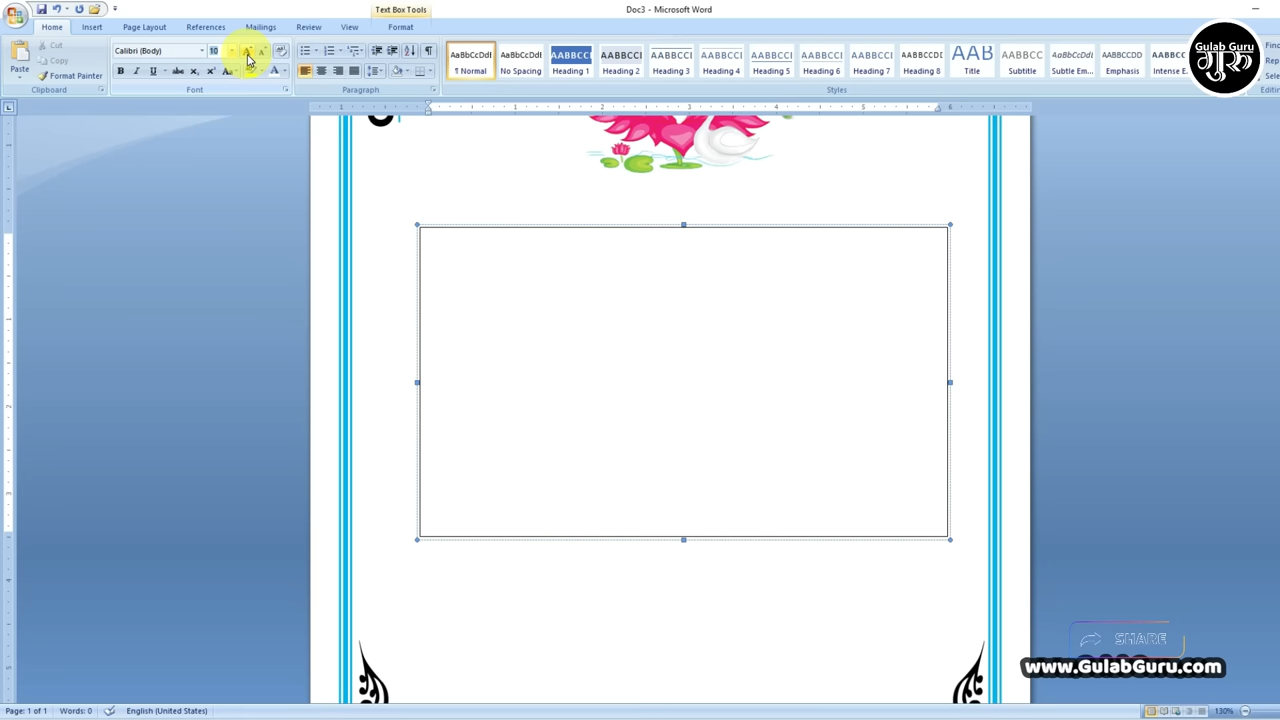 Doc3 - Microsoft Word
Text Box Tools
Home Insert Page Layout References Mailings Review View Format
Paste
Cut
Copy
Format Painter
Clipboard
Calibri (Body) 10
Font
Paragraph
AaBbCcDdI AaBbCcDdI AABBCCI AABBCCDI AABBCCI AABBCCI AABBCCI AABBCCI AABBCCI AABBCCDI AAB AABBCC AABBCCDI AaBbCcDdI AABBCCDD AABBCC
¶ Normal No Spacing Heading 1 Heading 2 Heading 3 Heading 4 Heading 5 Heading 6 Heading 7 Heading 8 Title Subtitle Subtle Em... Emphasis Intense E...
Styles
Gulab Guru
गुरु
SHARE
www.GulabGuru.com
Page: 1 of 1 Words: 0 English (United States) 130%